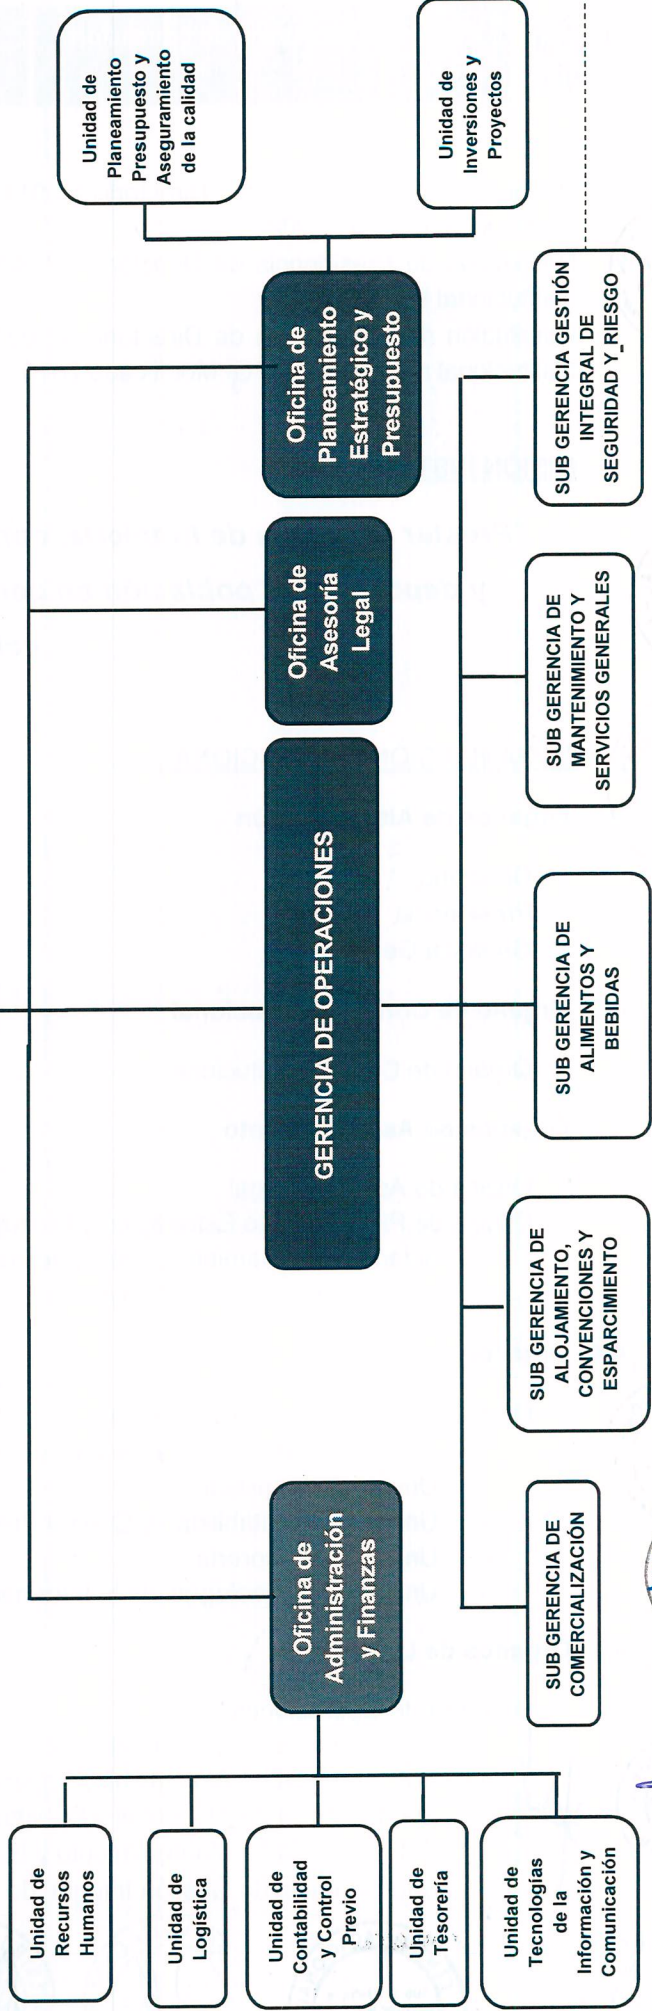 Unidad de
Recursos
Humanos
Unidad de
Logística
Unidad de
Contabilidad
y Control
Previo
Unidad de
Tesorería
Unidad de
Tecnologías
de la
Información y
Comunicación
Oficina de
Administración
y Finanzas
GERENCIA DE OPERACIONES
Oficina de
Asesoría
Legal
Oficina de
Planeamiento
Estratégico y
Presupuesto
Unidad de
Planeamiento
Presupuesto y
Aseguramiento
de la calidad
Unidad de
Inversiones y
Proyectos
SUB GERENCIA DE
COMERCIALIZACIÓN
SUB GERENCIA DE
ALOJAMIENTO,
CONVENCIONES Y
ESPARCIMIENTO
SUB GERENCIA DE
ALIMENTOS Y
BEBIDAS
SUB GERENCIA DE
MANTENIMIENTO Y
SERVICIOS GENERALES
SUB GERENCIA GESTIÓN
INTEGRAL DE
SEGURIDAD Y RIESGO